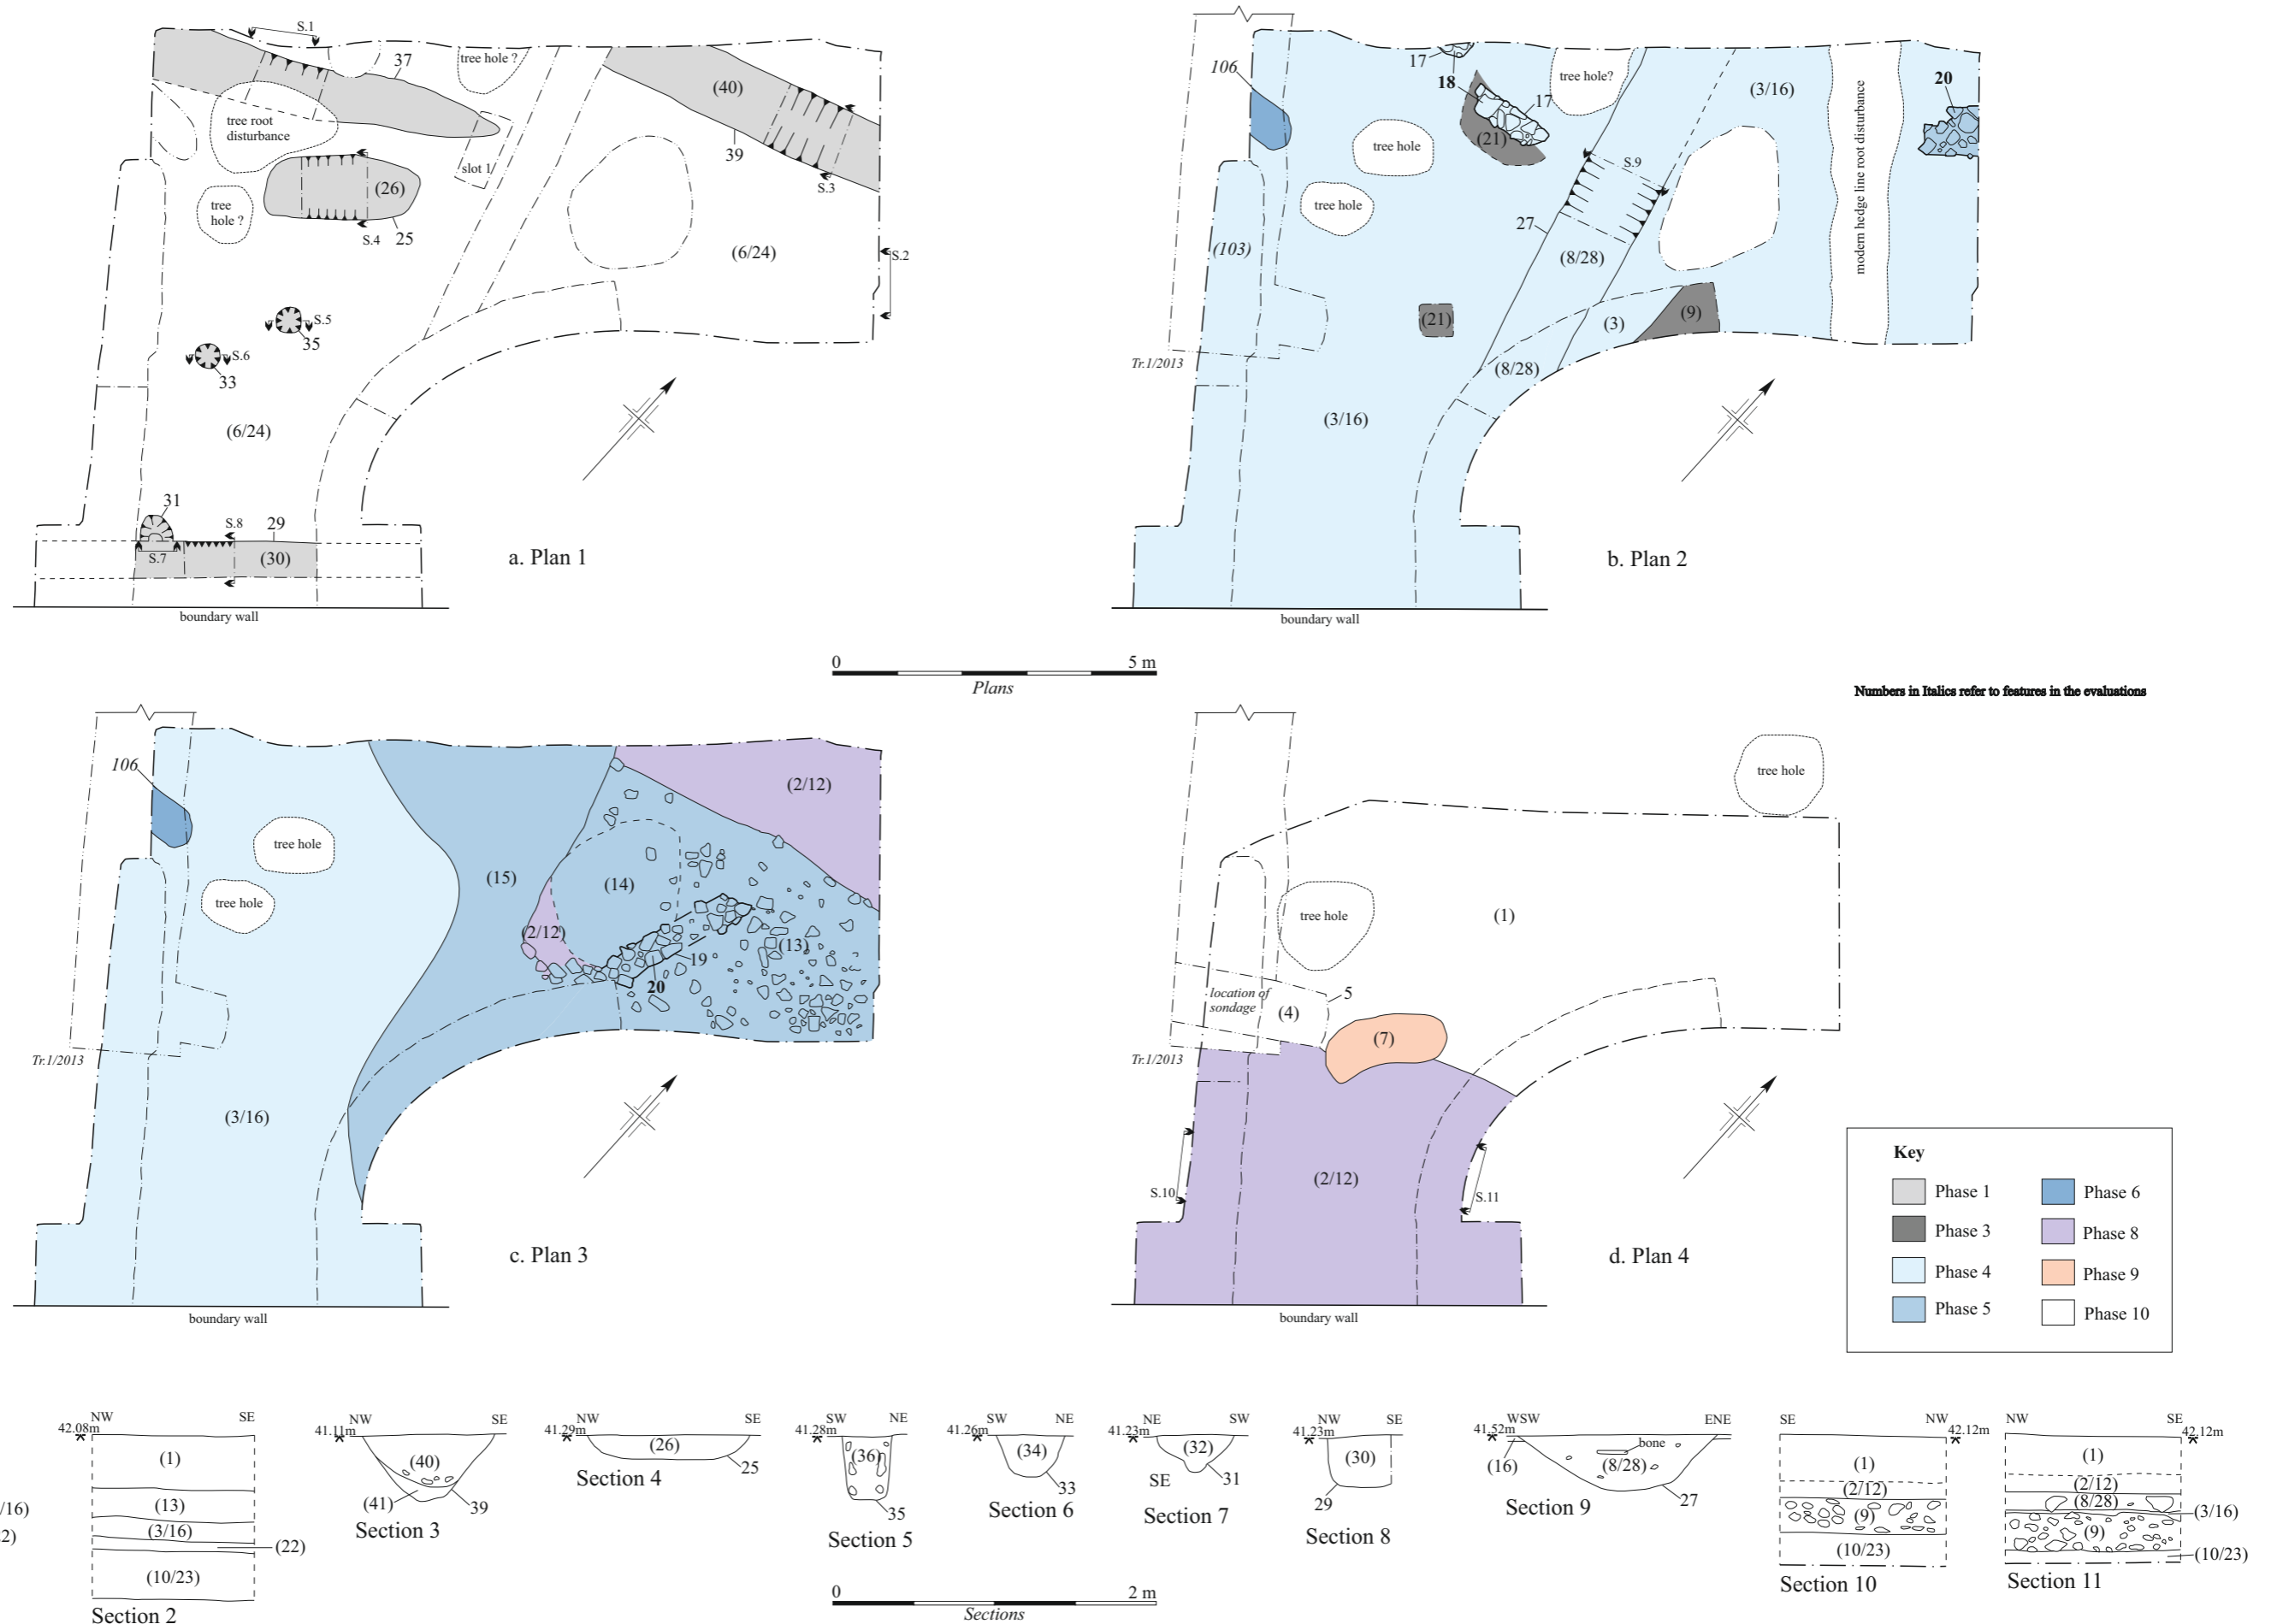 S.1
37
tree hole ?
(40)
tree root
disturbance
39
slot 1
S.3
(26)
tree
hole ?
S.4
25
(6/24)
S.2
S.5
35
S.6
33
(6/24)
31
S.8
29
S.7
(30)
a. Plan 1
boundary wall
17
106
18
17
tree hole?
(3/16)
20
tree hole
(21)
S.9
modern hedge line root disturbance
tree hole
27
(103)
(8/28)
(21)
(3)
(9)
Tr.1/2013
(8/28)
(3/16)
b. Plan 2
boundary wall
0
5 m
Plans
Numbers in Italics refer to features in the evaluations
106
(2/12)
tree hole
(15)
(14)
tree hole
(2/12)
(13)
19
20
Tr.1/2013
(3/16)
c. Plan 3
boundary wall
tree hole
tree hole
(1)
location of
sondage
5
(4)
(7)
Tr.1/2013
(2/12)
S.10
S.11
d. Plan 4
boundary wall
Key
Phase 1
Phase 3
Phase 4
Phase 5
Phase 6
Phase 8
Phase 9
Phase 10
/16)
2)
NW
SE
42.08m
(1)
(13)
(3/16)
(22)
(10/23)
Section 2
NW
SE
41.11m
(40)
(41)
39
Section 3
NW
SE
41.29m
(26)
25
Section 4
SW
NE
41.28m
(36)
35
Section 5
SW
NE
41.26m
(34)
33
Section 6
NE
SW
41.23m
(32)
SE
31
Section 7
NW
SE
41.23m
(30)
29
Section 8
WSW
ENE
41.52m
bone
(16)
(8/28)
27
Section 9
SE
NW
42.12m
(1)
(2/12)
(9)
(10/23)
Section 10
NW
SE
42.12m
(1)
(2/12)
(8/28)
(3/16)
(9)
(10/23)
Section 11
0
2 m
Sections